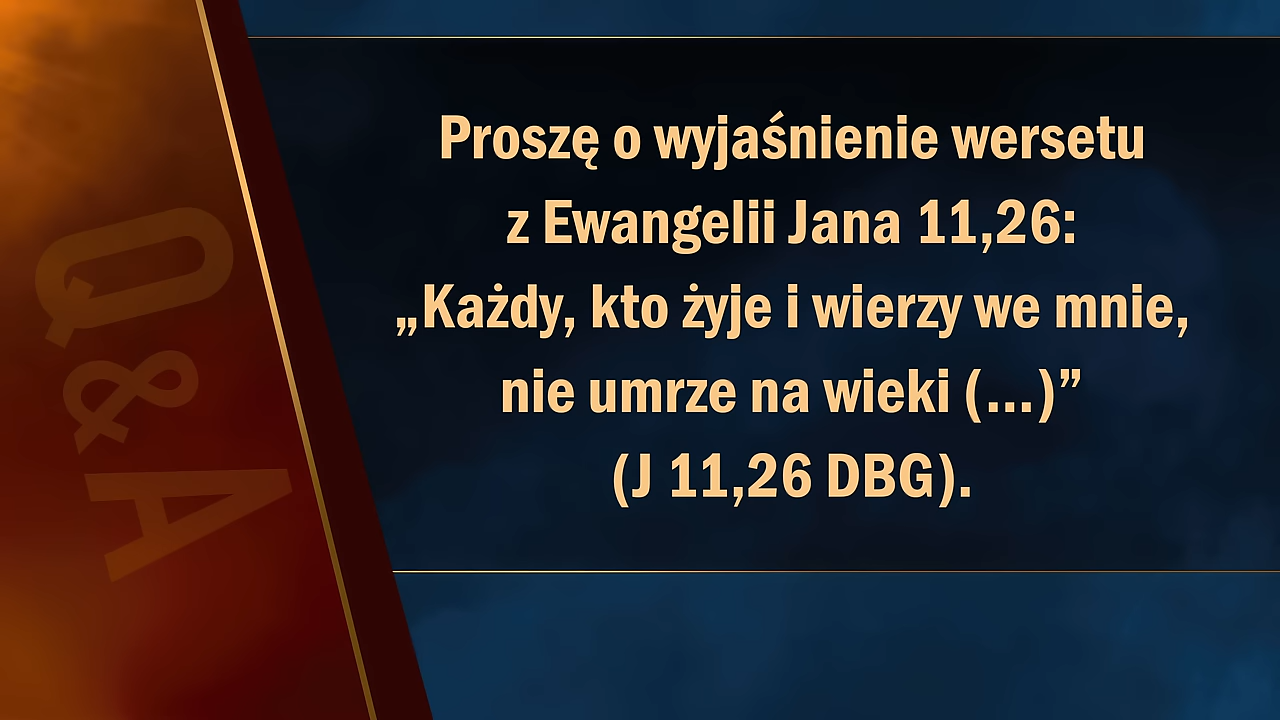 Q&A
Proszę o wyjaśnienie wersetu
z Ewangelii Jana 11,26:
„Każdy, kto żyje i wierzy we mnie,
nie umrze na wieki (...)”
(J 11,26 DBG).